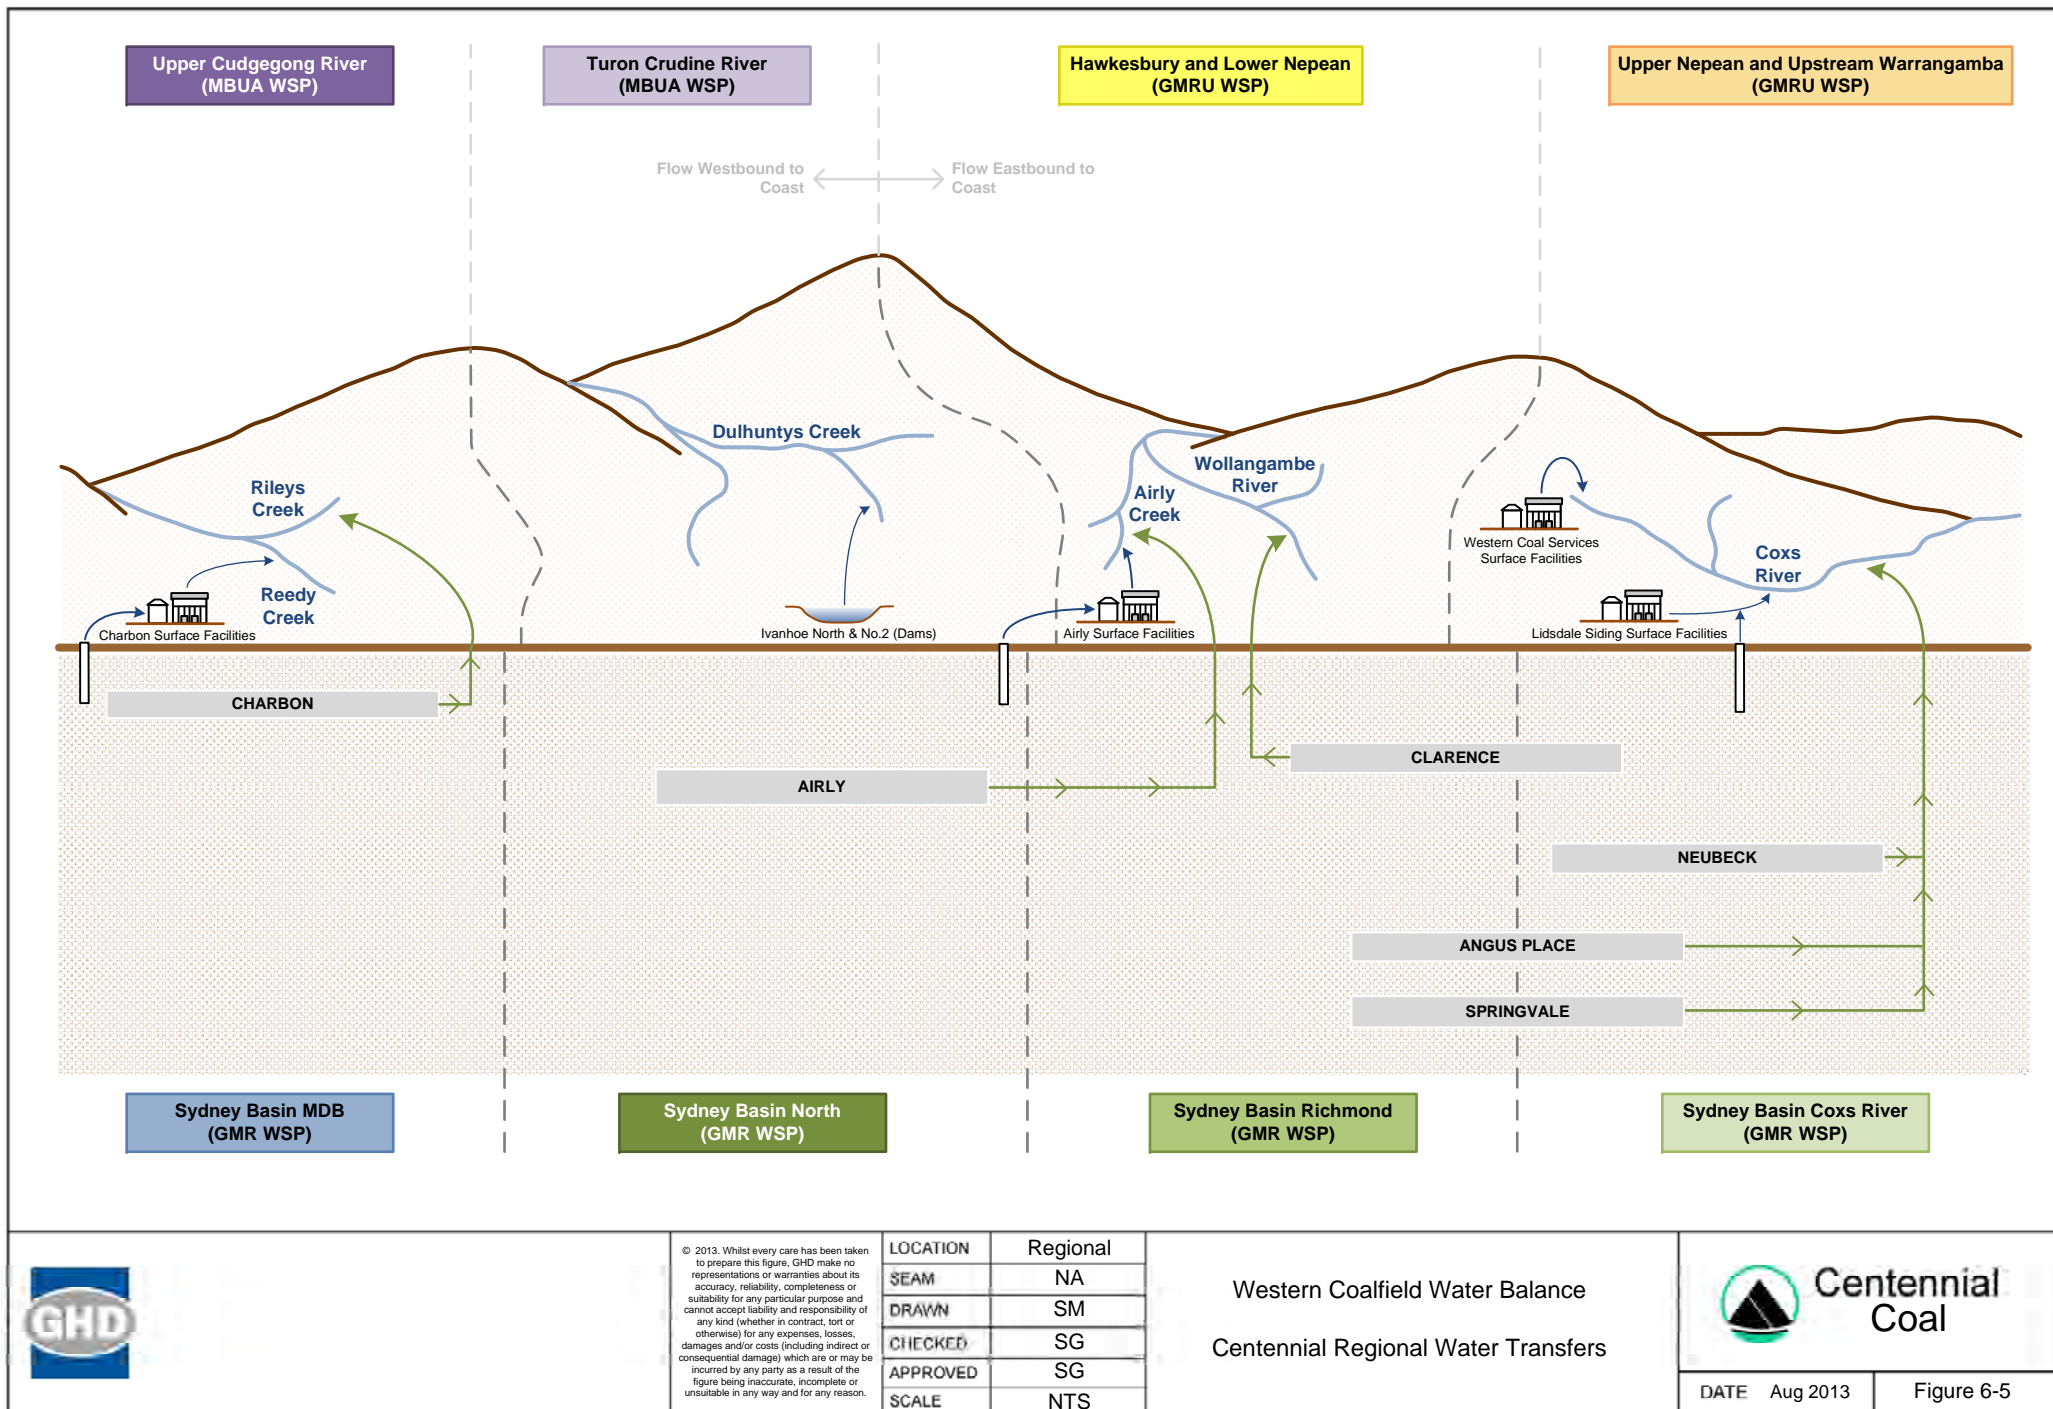 Upper Cudgegong River
(MBUA WSP)
Turon Crudine River
(MBUA WSP)
Hawkesbury and Lower Nepean
(GMRU WSP)
Upper Nepean and Upstream Warrangamba
(GMRU WSP)
Flow Westbound to
Coast
Flow Eastbound to
Coast
Dulhuntys Creek
Rileys
Creek
Reedy
Creek
Airly
Creek
Wollangambe
River
Coxs
River
Western Coal Services
Surface Facilities
Charbon Surface Facilities
Ivanhoe North & No.2 (Dams)
Airly Surface Facilities
Lidsdale Siding Surface Facilities
CHARBON
AIRLY
CLARENCE
NEUBECK
ANGUS PLACE
SPRINGVALE
Sydney Basin MDB
(GMR WSP)
Sydney Basin North
(GMR WSP)
Sydney Basin Richmond
(GMR WSP)
Sydney Basin Coxs River
(GMR WSP)
GHD
© 2013. Whilst every care has been taken
to prepare this figure, GHD make no
representations or warranties about its
accuracy, reliability, completeness or
suitability for any particular purpose and
cannot accept liability and responsibility of
any kind (whether in contract, tort or
otherwise) for any expenses, losses,
damages and/or costs (including indirect or
consequential damage) which are or may be
incurred by any party as a result of the
figure being inaccurate, incomplete or
unsuitable in any way and for any reason.
LOCATION Regional
SEAM NA
DRAWN SM
CHECKED SG
APPROVED SG
SCALE NTS
Western Coalfield Water Balance
Centennial Regional Water Transfers
Centennial
Coal
DATE Aug 2013
Figure 6-5